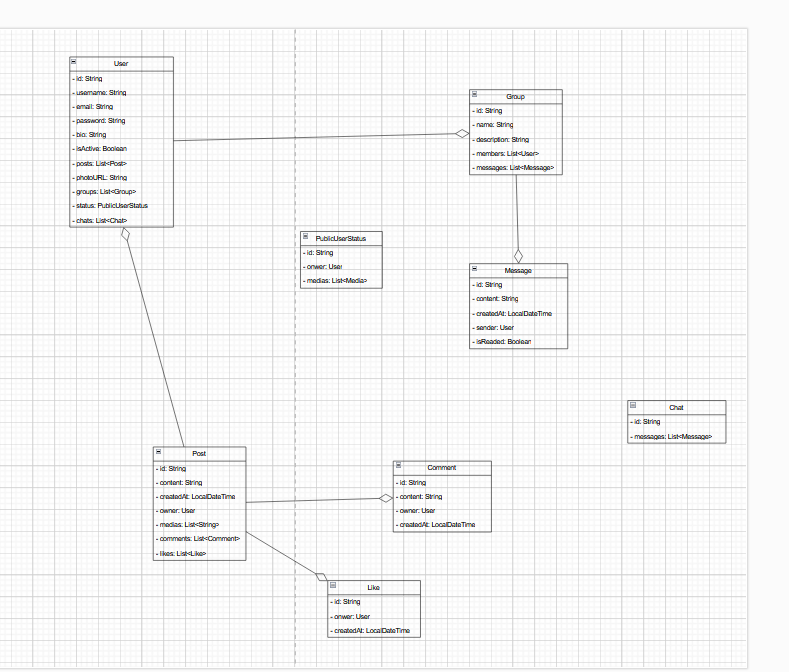 User
- id: String
- username: String
- email: String
- password: String
- bio: String
- isActive: Boolean
- posts: List<Post>
- photoURL: String
- groups: List<Group>
- status: PublicUserStatus
- chats: List<Chat>
Group
- id: String
- name: String
- description: String
- members: List<User>
- messages: List<Message>
PublicUserStatus
- id: String
- onwer: User
- medias: List<Media>
Message
- id: String
- content: String
- createdAt: LocalDateTime
- sender: User
- isReaded: Boolean
Chat
- id: String
- messages: List<Message>
Post
- id: String
- content: String
- createdAt: LocalDateTime
- owner: User
- medias: List<String>
- comments: List<Comment>
- likes: List<Like>
Comment
- id: String
- content: String
- owner: User
- createdAt: LocalDateTime
Like
- id: String
- onwer: User
- createdAt: LocalDateTime